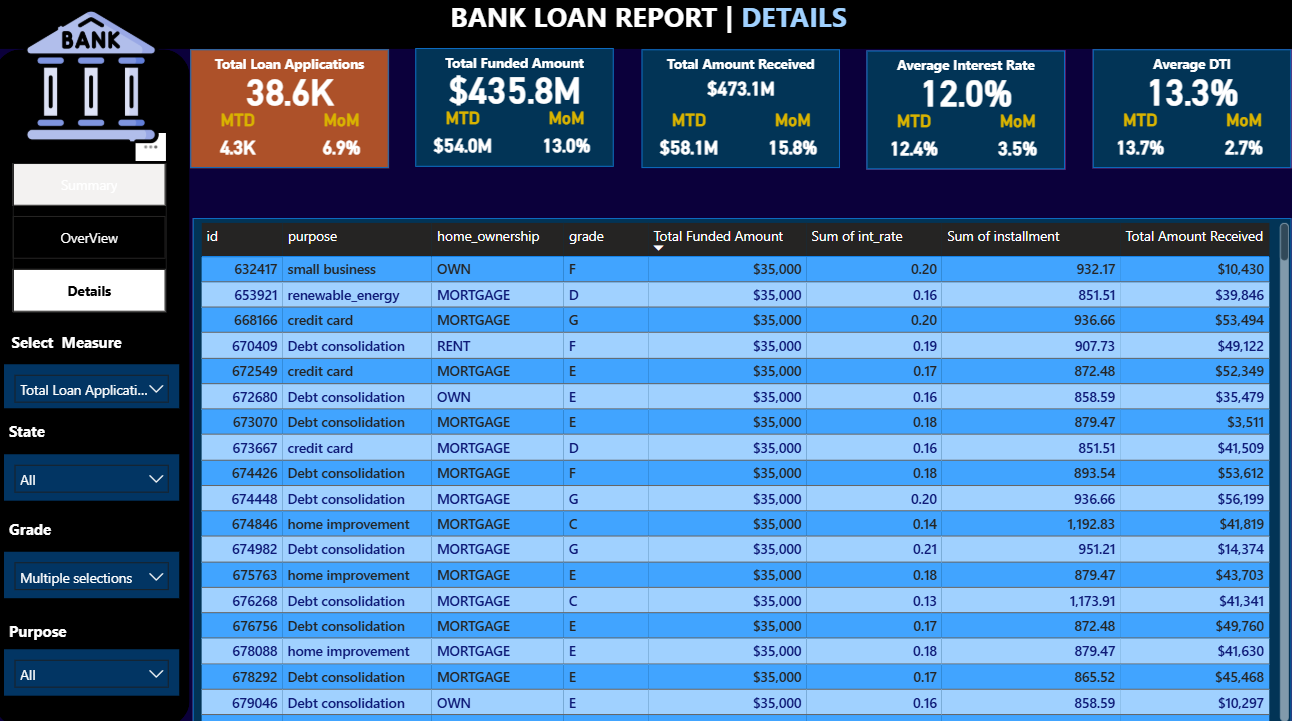 BANK LOAN REPORT | DETAILS
BANK
Total Loan Applications
38.6K
MTD MoM
4.3K 6.9%
Total Funded Amount
$435.8M
MTD MoM
$54.0M 13.0%
Total Amount Received
$473.1M
MTD MoM
$58.1M 15.8%
Average Interest Rate
12.0%
MTD MoM
12.4% 3.5%
Average DTI
13.3%
MTD MoM
13.7% 2.7%
Summary
OverView
Details
Select Measure
Total Loan Applicati...
State
All
Grade
Multiple selections
Purpose
All
id purpose home_ownership grade Total Funded Amount Sum of int_rate Sum of installment Total Amount Received
632417 small business OWN F $35,000 0.20 932.17 $10,430
653921 renewable_energy MORTGAGE D $35,000 0.16 851.51 $39,846
668166 credit card MORTGAGE G $35,000 0.20 936.66 $53,494
670409 Debt consolidation RENT F $35,000 0.19 907.73 $49,122
672549 credit card MORTGAGE E $35,000 0.17 872.48 $52,349
672680 Debt consolidation OWN E $35,000 0.16 858.59 $35,479
673070 Debt consolidation MORTGAGE E $35,000 0.18 879.47 $3,511
673667 credit card MORTGAGE D $35,000 0.16 851.51 $41,509
674426 Debt consolidation MORTGAGE F $35,000 0.18 893.54 $53,612
674448 Debt consolidation MORTGAGE G $35,000 0.20 936.66 $56,199
674846 home improvement MORTGAGE C $35,000 0.14 1,192.83 $41,819
674982 Debt consolidation MORTGAGE G $35,000 0.21 951.21 $14,374
675763 home improvement MORTGAGE E $35,000 0.18 879.47 $43,703
676268 Debt consolidation MORTGAGE C $35,000 0.13 1,173.91 $41,341
676756 Debt consolidation MORTGAGE E $35,000 0.17 872.48 $49,760
678088 home improvement MORTGAGE E $35,000 0.18 879.47 $41,630
678292 Debt consolidation MORTGAGE E $35,000 0.17 865.52 $45,468
679046 Debt consolidation OWN E $35,000 0.16 858.59 $10,297